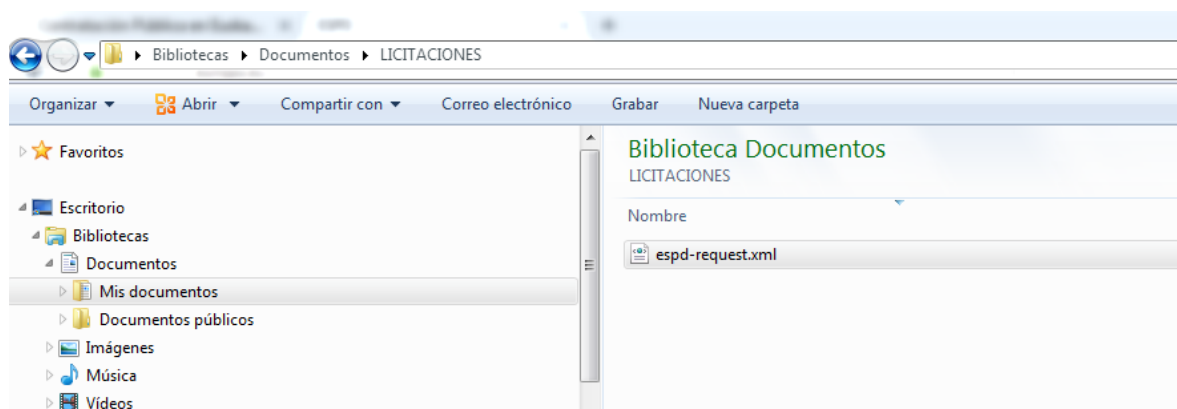 Bibliotecas Documentos LICITACIONES
Organizar Abrir Compartir con Correo electrónico Grabar Nueva carpeta
Favoritos
Escritorio
Bibliotecas
Documentos
Mis documentos
Documentos públicos
Imágenes
Música
Vídeos
Biblioteca Documentos
LICITACIONES
Nombre
espd-request.xml